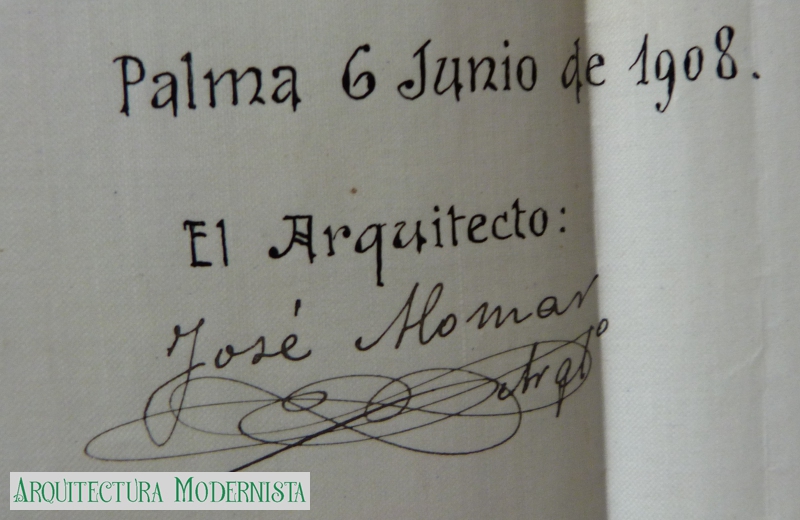 Palma 6 Junio de 1908.
El Arquitecto:
José Alomar
Arqto
ARQUITECTURA MODERNISTA